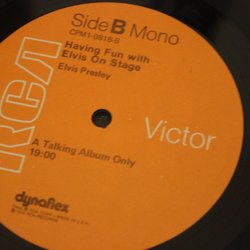 Side B Mono
CPM1-0818-B
Having Fun with
Elvis On Stage
Elvis Presley
RCA
Victor
A Talking Album Only
19:00
dynaflex